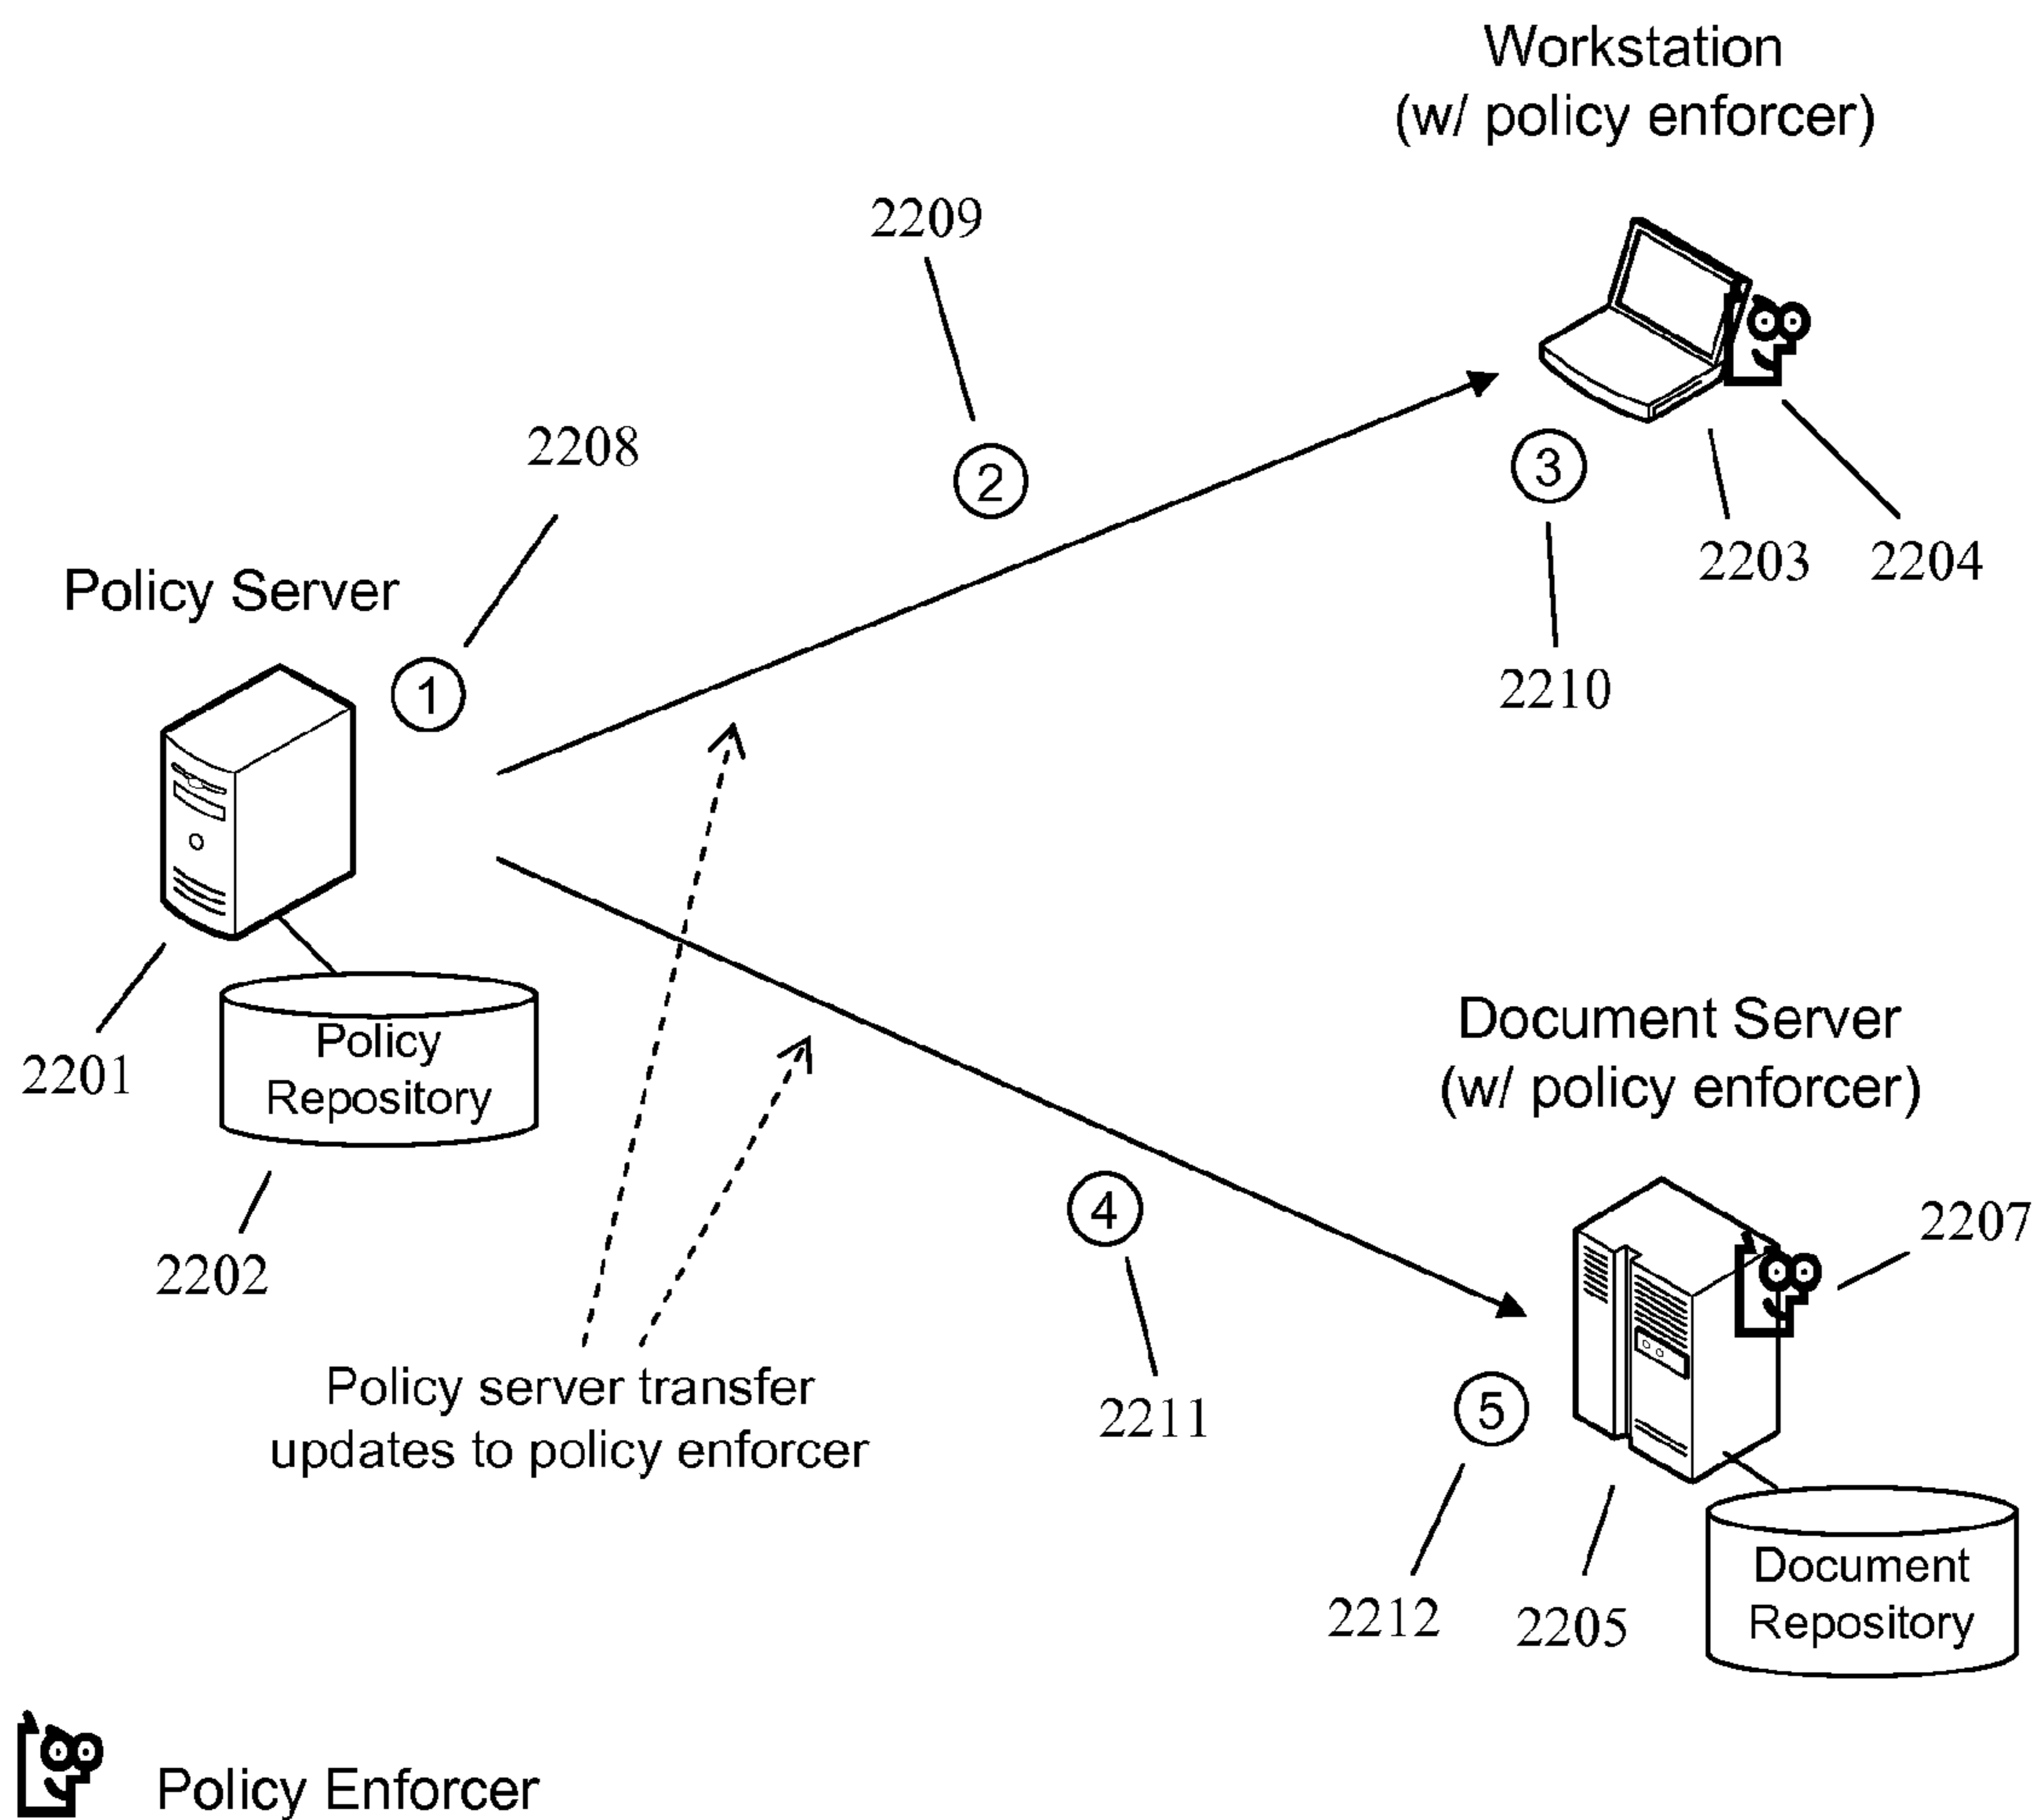 Workstation
(w/ policy enforcer)
2209
2208
2
3
2203
2204
Policy Server
1
2210
Policy
Repository
2201
2202
Document Server
(w/ policy enforcer)
4
2207
Policy server transfer
updates to policy enforcer
2211
5
2212
2205
Document
Repository
Policy Enforcer